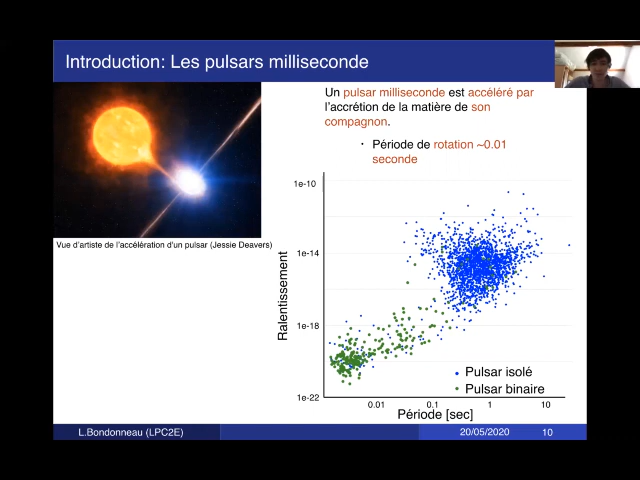 Introduction: Les pulsars milliseconde
Un pulsar milliseconde est accéléré par
l'accrétion de la matière de son
compagnon.
· Période de rotation ~0.01
seconde
Vue d'artiste de l'accélération d'un pulsar (Jessie Deavers)
Ralentissement
1e-10
1e-14
1e-18
1e-22
Pulsar isolé
Pulsar binaire
0.01 0.1 1 10
Période [sec]
L.Bondonneau (LPC2E) 20/05/2020 10